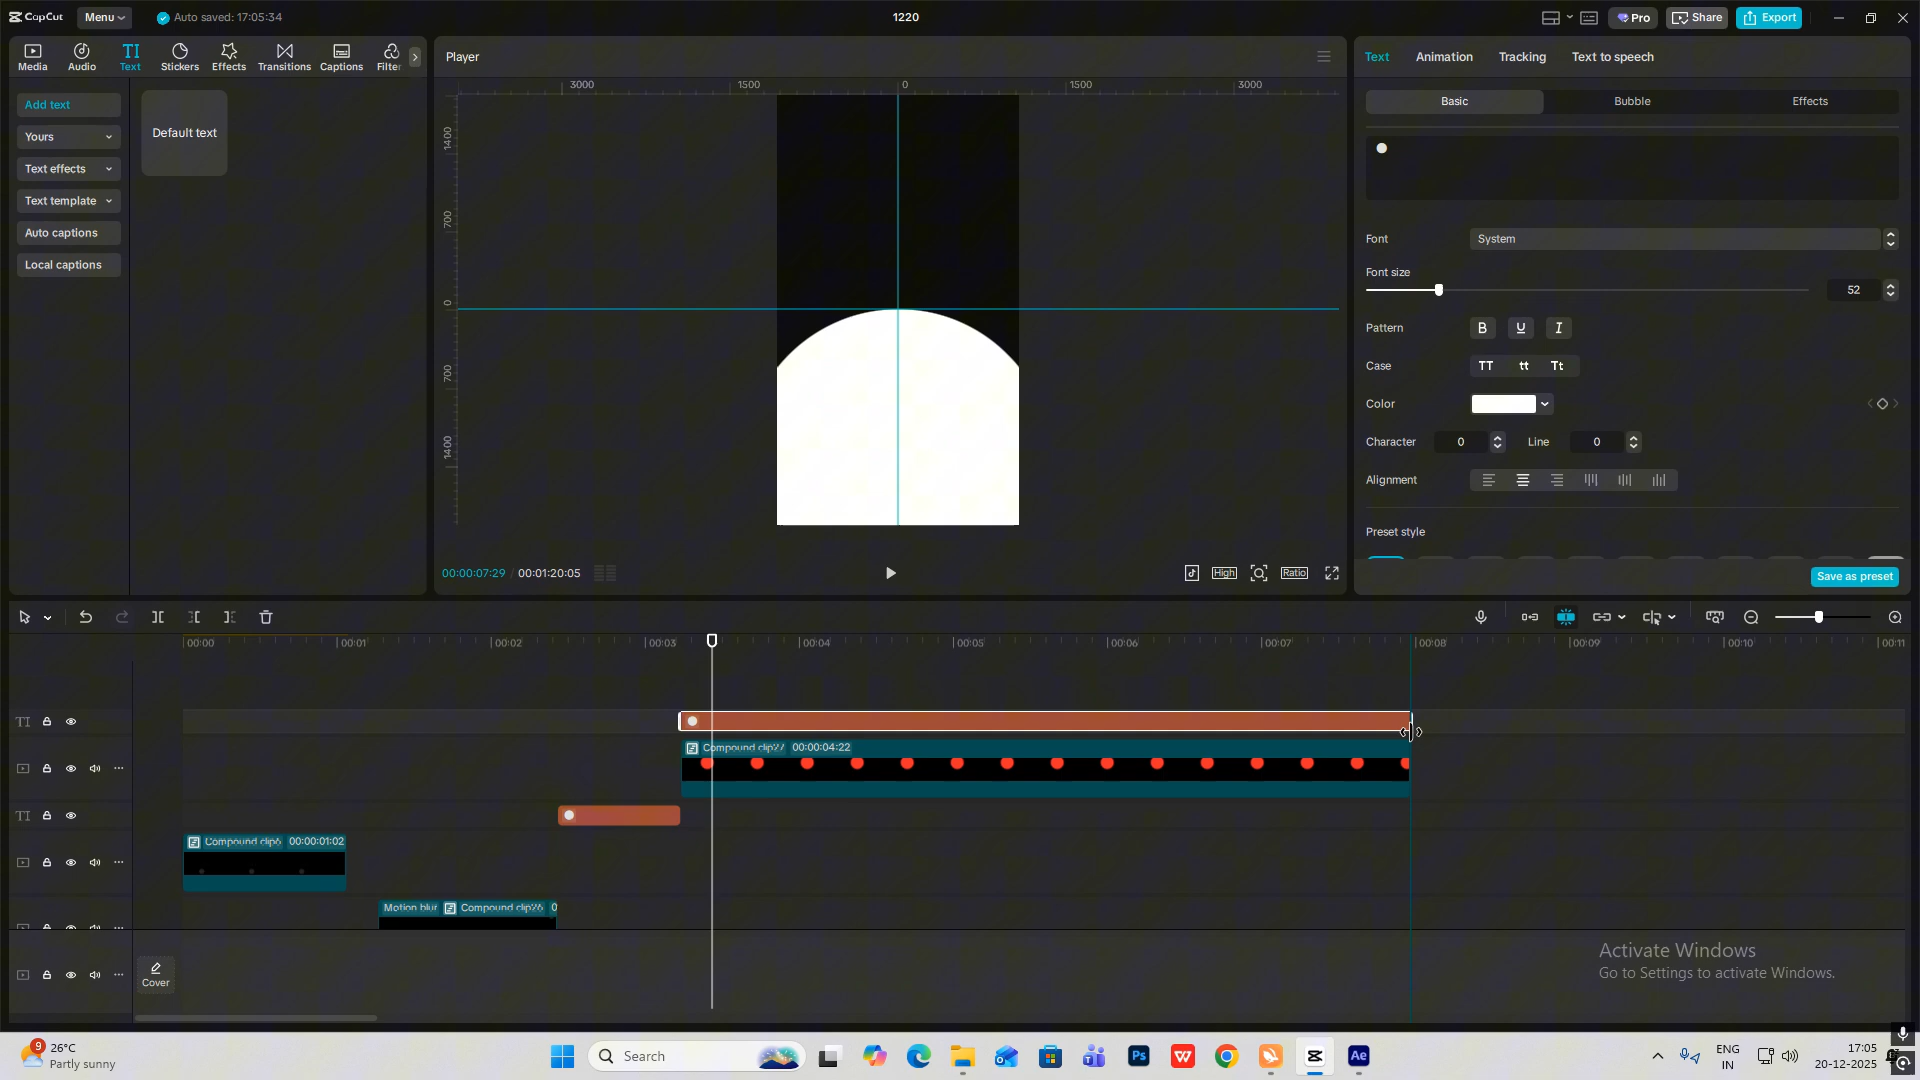 CapCut
Menu
Auto saved: 17:05:34
1220
Pro
Share
Export
Media
Audio
TI
Text
Stickers
Effects
Transitions
Captions
Filter
Add text
Yours
Text effects
Text template
Auto captions
Local captions
Default text
Player
3000
1500
0
1500
3000
1400
700
0
700
1400
00:00:07:29 / 00:01:20:05
High
Ratio
Text
Animation
Tracking
Text to speech
Basic
Bubble
Effects
Font
System
Font size
52
Pattern
B
U
I
Case
TT
tt
Tt
Color
Character
0
Line
0
Alignment
Preset style
Save as preset
00:00
00:01
00:02
00:03
00:04
00:05
00:06
00:07
00:08
00:09
00:10
00:11
TI
Compound clip27 00:00:04:22
TI
Compound clip6 00:00:01:02
Motion blur
Compound clip26 0
Cover
Activate Windows
Go to Settings to activate Windows.
9
26°C
Partly sunny
Search
Ps
W
Ae
ENG
IN
17:05
20-12-2025